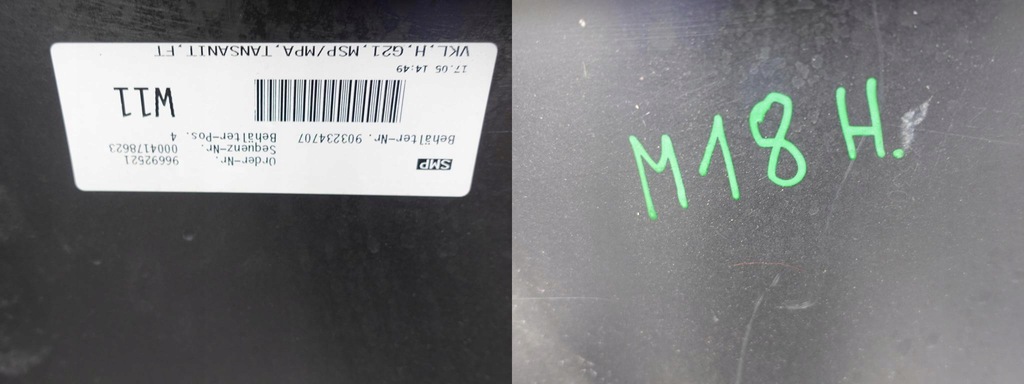 SMP
Order-Nr. 96692521
Sequenz-Nr. 0004178623
Behälter-Nr. 903234707 Behälter-Pos. 4
W11
17.05 14:49
VKL,H,G21,MSP/MPA,TANSANIT,FT
M18 H.